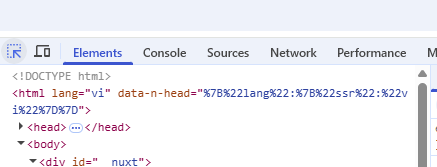 Elements Console Sources Network Performance M
<!DOCTYPE html>
<html lang="vi" data-n-head="%7B%22lang%22:%7B%22ssr%22:%22v
i%22%7D%7D">
<head> … </head>
<body>
<div id="__nuxt">